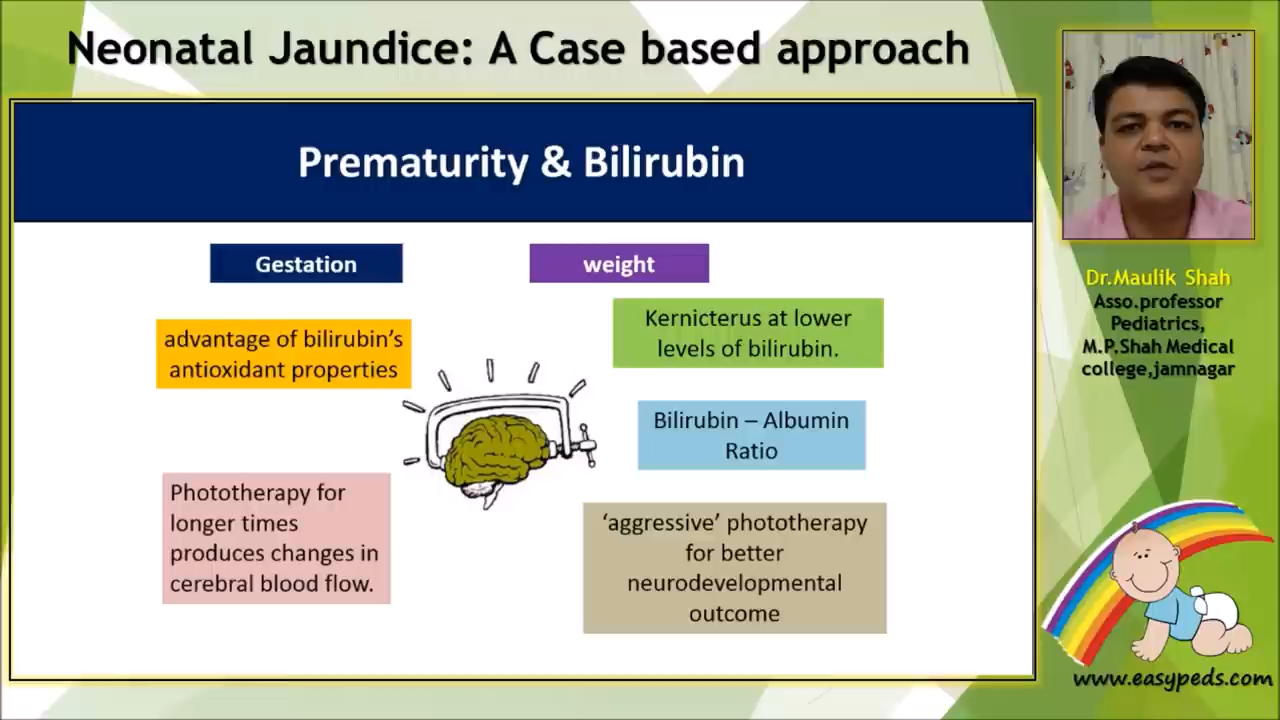 Neonatal Jaundice: A Case based approach
Prematurity & Bilirubin
Gestation
weight
advantage of bilirubin's
antioxidant properties
Kernicterus at lower
levels of bilirubin.
Bilirubin – Albumin
Ratio
Phototherapy for
longer times
produces changes in
cerebral blood flow.
‘aggressive’ phototherapy
for better
neurodevelopmental
outcome
Dr.Maulik Shah
Asso.professor
Pediatrics,
M.P.Shah Medical
college,jamnagar
www.easypeds.com